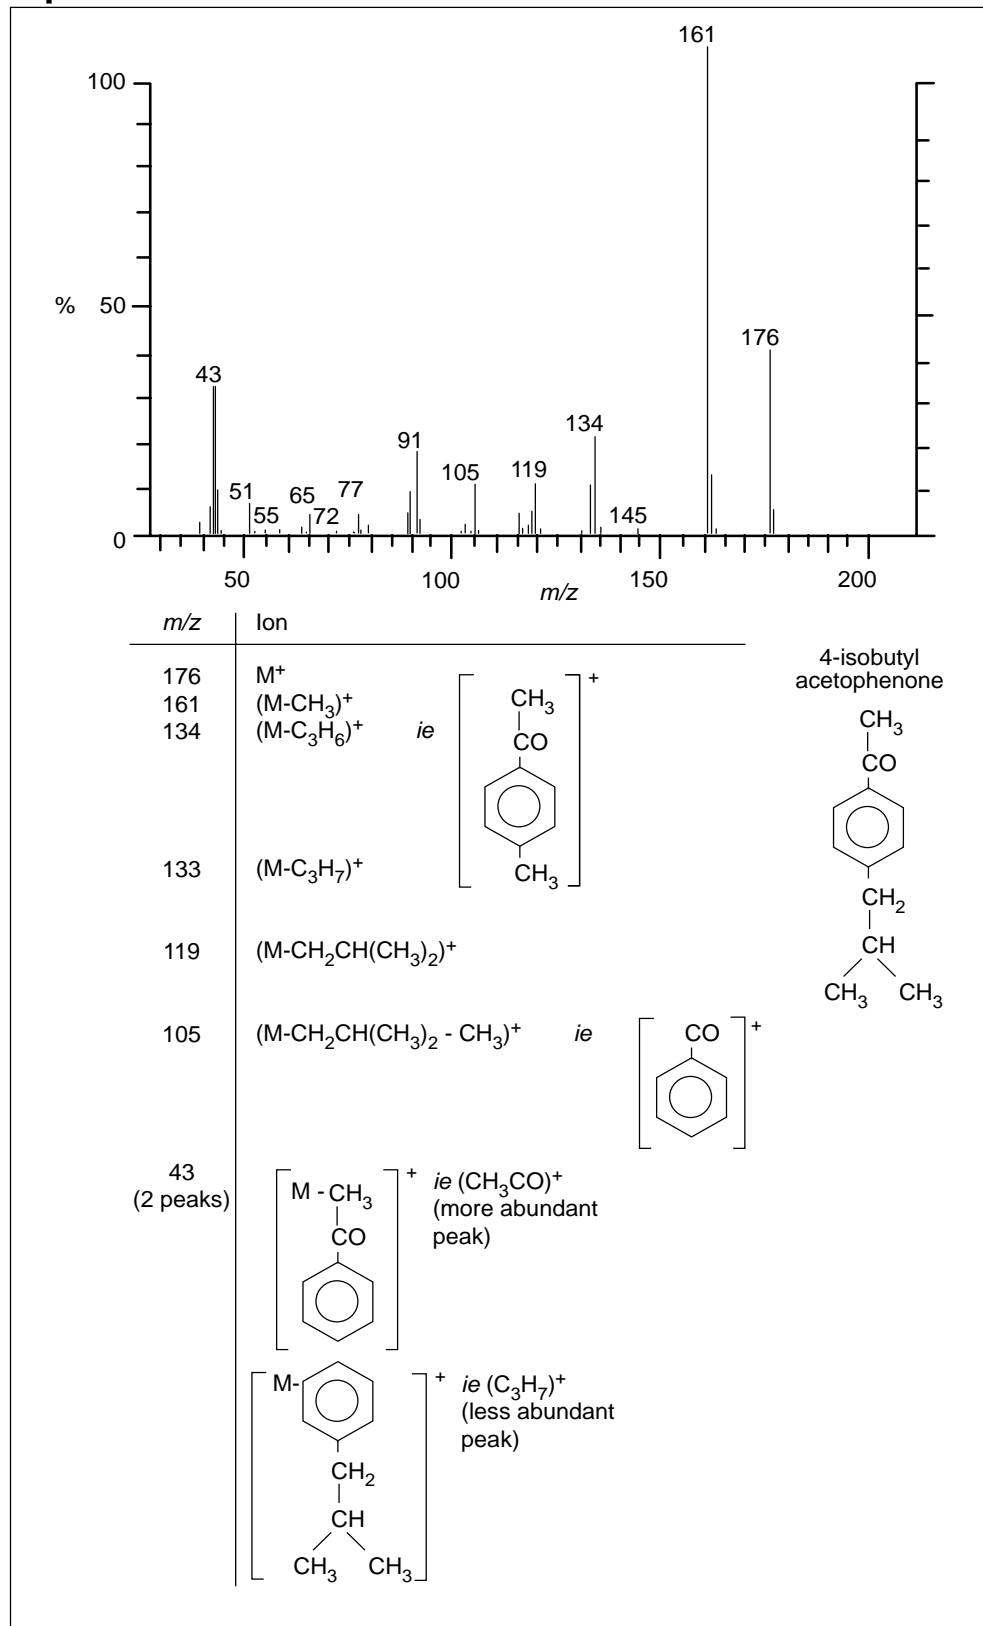 161
100
% 50
176
43
134
91
105
119
51
65
77
55
72
145
0
50
100
150
200
m/z
m/z Ion
4-isobutyl
acetophenone
176 M+
161 (M-CH3)+
134 (M-C3H6)+ ie
+
CH3
CO
CH3
CH3
CO
CH2
CH
CH3 CH3
133 (M-C3H7)+
119 (M-CH2CH(CH3)2)+
105 (M-CH2CH(CH3)2 - CH3)+ ie
CO
+
43
(2 peaks)
M - CH3
CO
+
ie (CH3CO)+
(more abundant
peak)
M-
+
ie (C3H7)+
(less abundant
peak)
CH2
CH
CH3 CH3